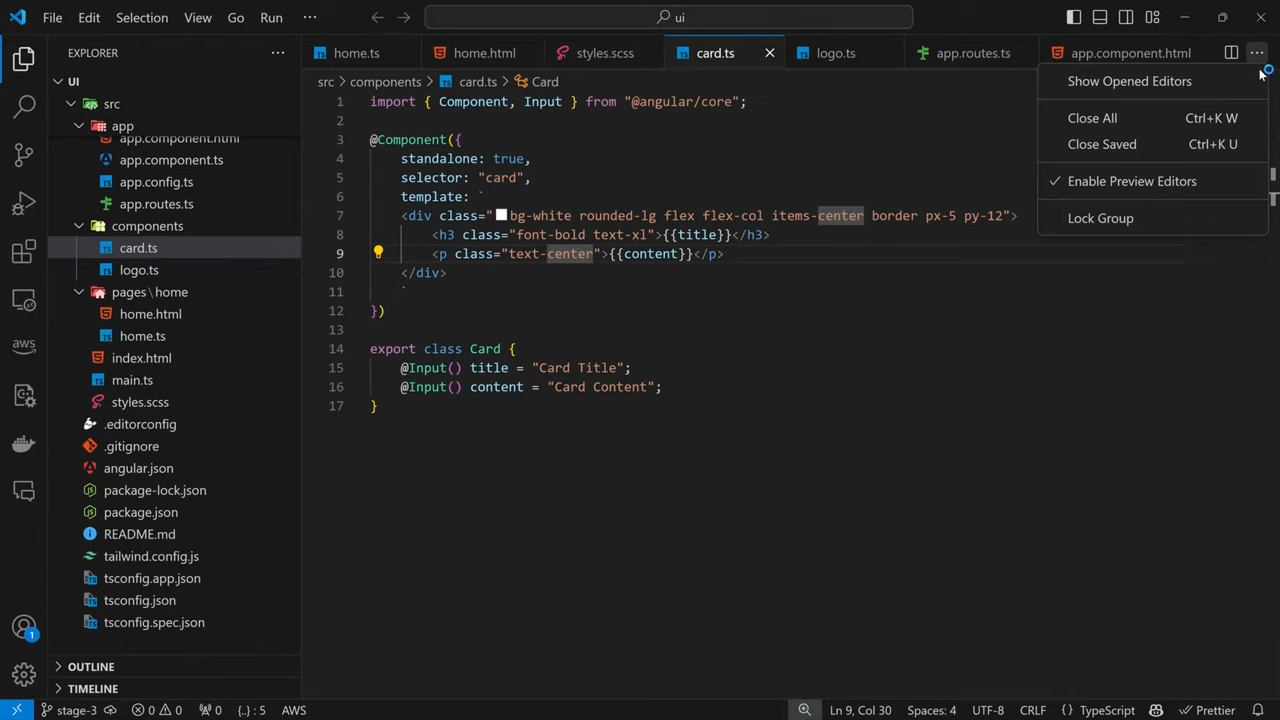 File Edit Selection View Go Run ··· ui
EXPLORER ···
UI
src
app
app.component.html
app.component.ts
app.config.ts
app.routes.ts
components
card.ts
logo.ts
pages\home
home.html
home.ts
index.html
main.ts
styles.scss
.editorconfig
.gitignore
angular.json
package-lock.json
package.json
README.md
tailwind.config.js
tsconfig.app.json
tsconfig.json
tsconfig.spec.json
OUTLINE
TIMELINE
aws
1
home.ts home.html styles.scss card.ts logo.ts app.routes.ts app.component.html ···
src > components > card.ts > Card
1 import { Component, Input } from "@angular/core";
2
3 @Component({
4 standalone: true,
5 selector: "card",
6 template: `
7 <div class="bg-white rounded-lg flex flex-col items-center border px-5 py-12">
8 <h3 class="font-bold text-xl">{{title}}</h3>
9 <p class="text-center">{{content}}</p>
10 </div>
11 `
12 })
13
14 export class Card {
15 @Input() title = "Card Title";
16 @Input() content = "Card Content";
17 }
Show Opened Editors
Close All Ctrl+K W
Close Saved Ctrl+K U
Enable Preview Editors
Lock Group
stage-3 0 0 0 {..} : 5 AWS Ln 9, Col 30 Spaces: 4 UTF-8 CRLF {} TypeScript Prettier